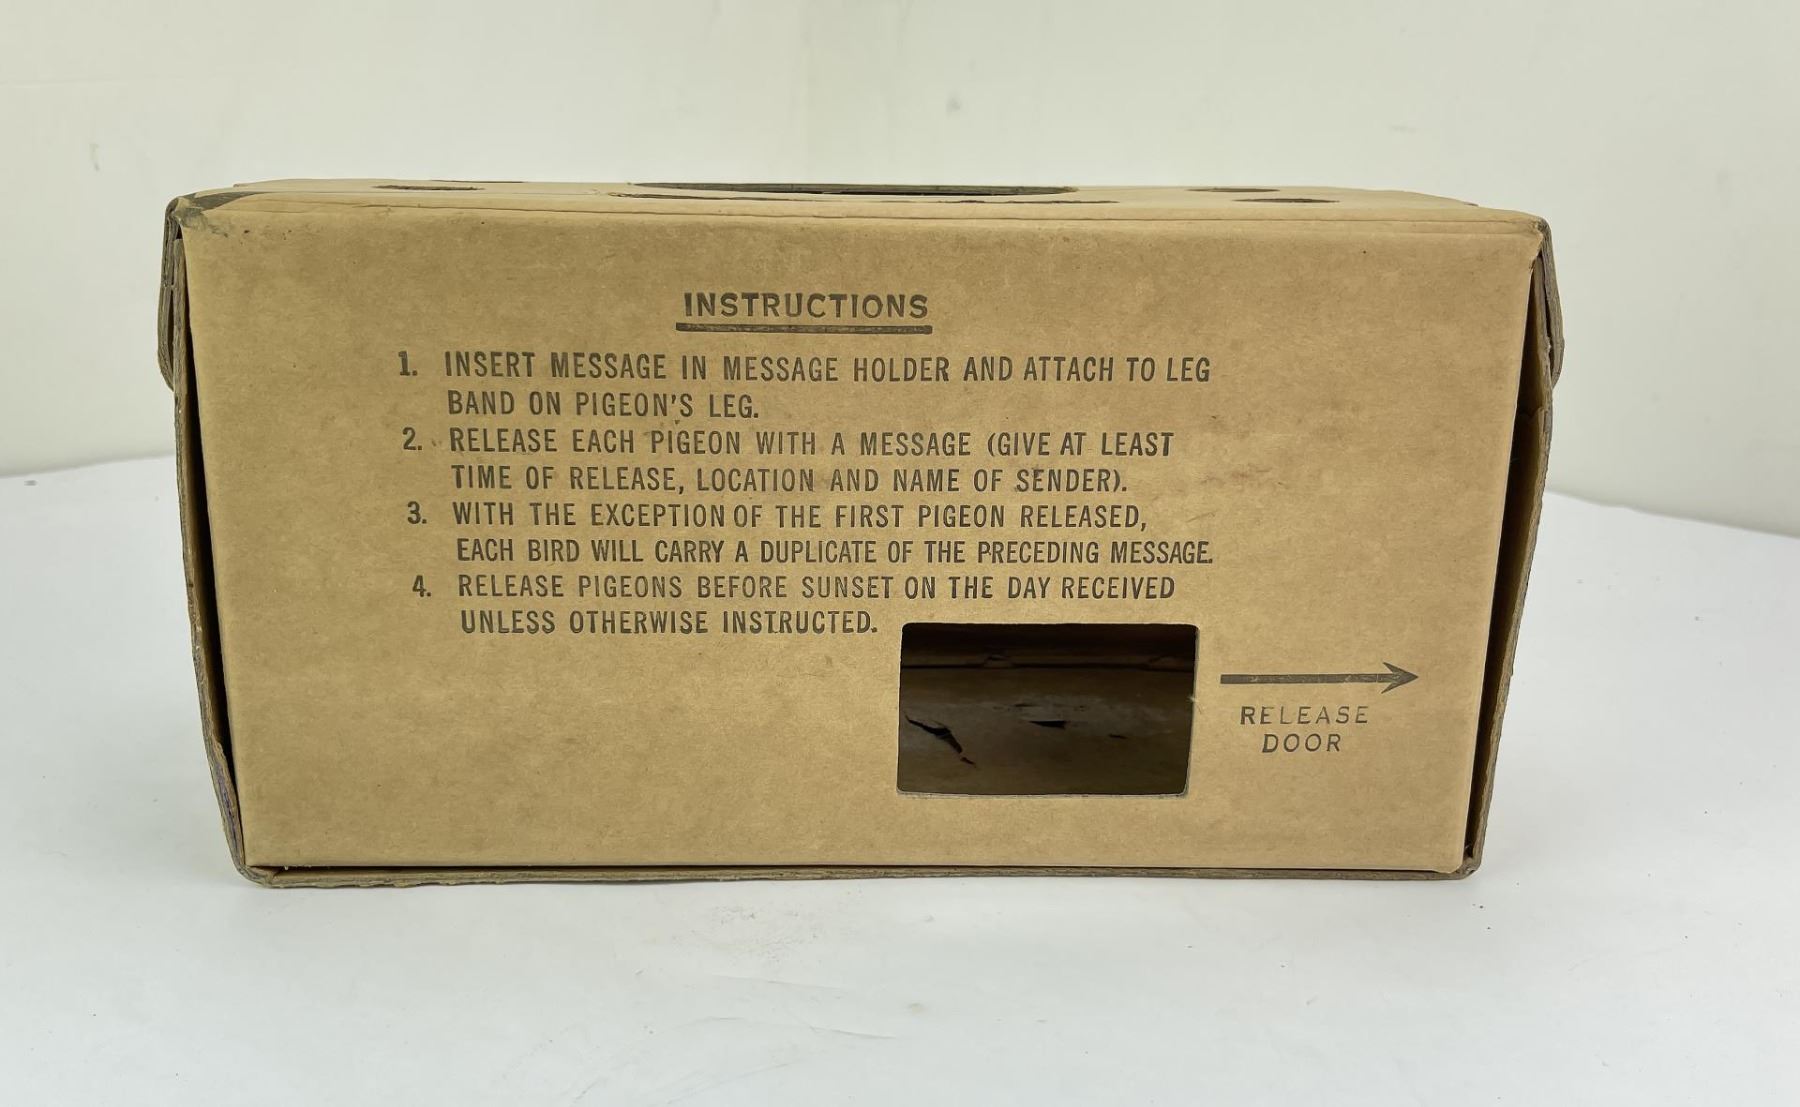 INSTRUCTIONS
1. INSERT MESSAGE IN MESSAGE HOLDER AND ATTACH TO LEG
BAND ON PIGEON'S LEG.
2. RELEASE EACH PIGEON WITH A MESSAGE (GIVE AT LEAST
TIME OF RELEASE, LOCATION AND NAME OF SENDER).
3. WITH THE EXCEPTION OF THE FIRST PIGEON RELEASED,
EACH BIRD WILL CARRY A DUPLICATE OF THE PRECEDING MESSAGE.
4. RELEASE PIGEONS BEFORE SUNSET ON THE DAY RECEIVED
UNLESS OTHERWISE INSTRUCTED.
RELEASE
DOOR